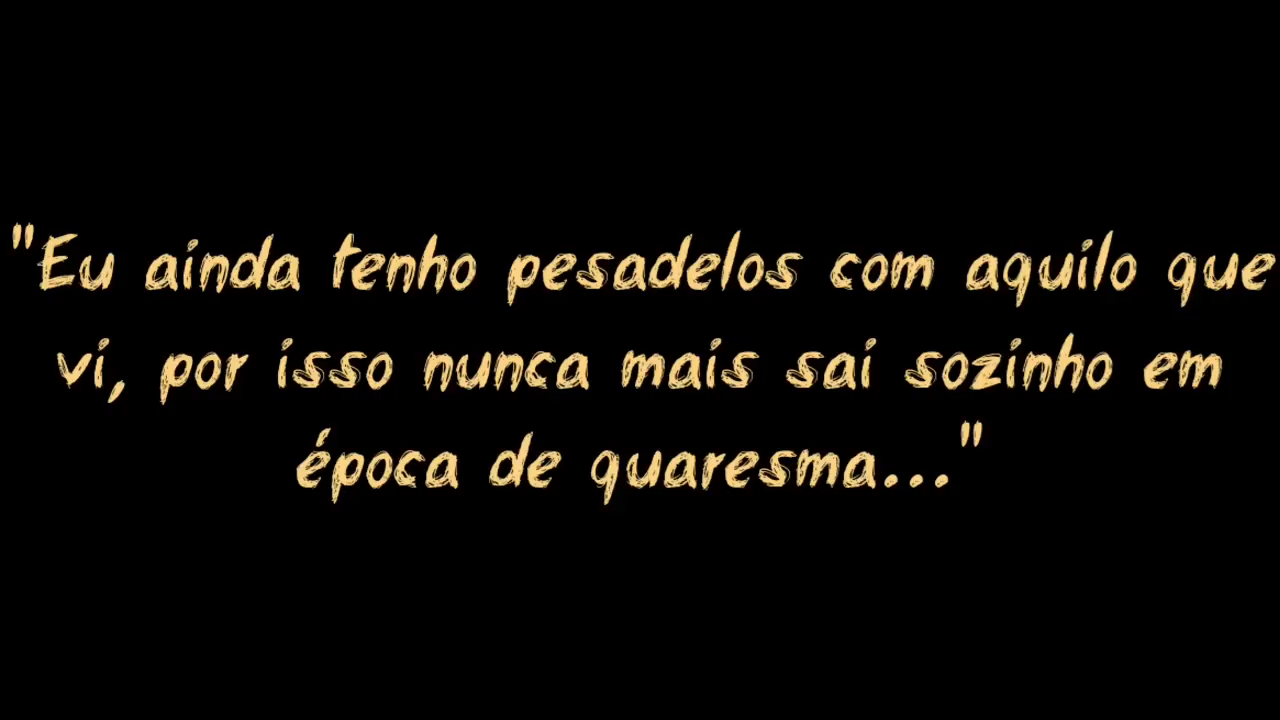 "Eu ainda tenho pesadelos com aquilo que
vi, por isso nunca mais sai sozinho em
época de quaresma..."